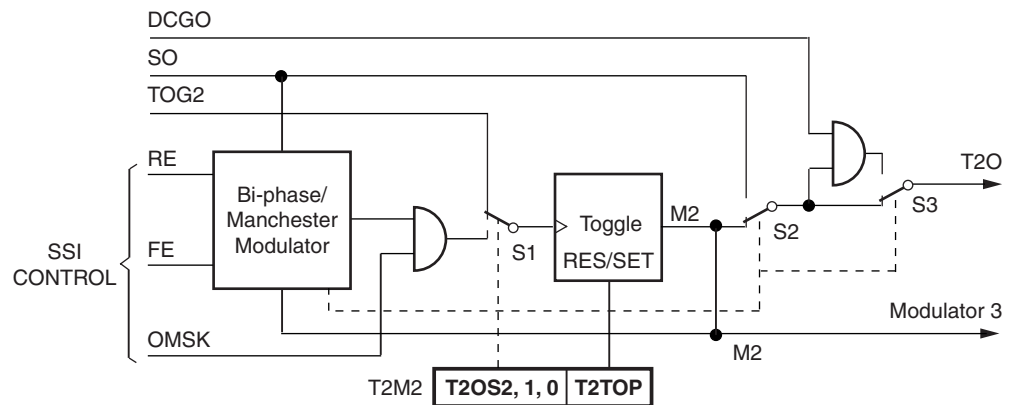 DCGO
SO
TOG2
RE
Bi-phase/
Manchester
Modulator
FE
SSI
CONTROL
OMSK
S1
Toggle
RES/SET
M2
S2
S3
T2O
Modulator 3
M2
T2M2 T2OS2, 1, 0 T2TOP